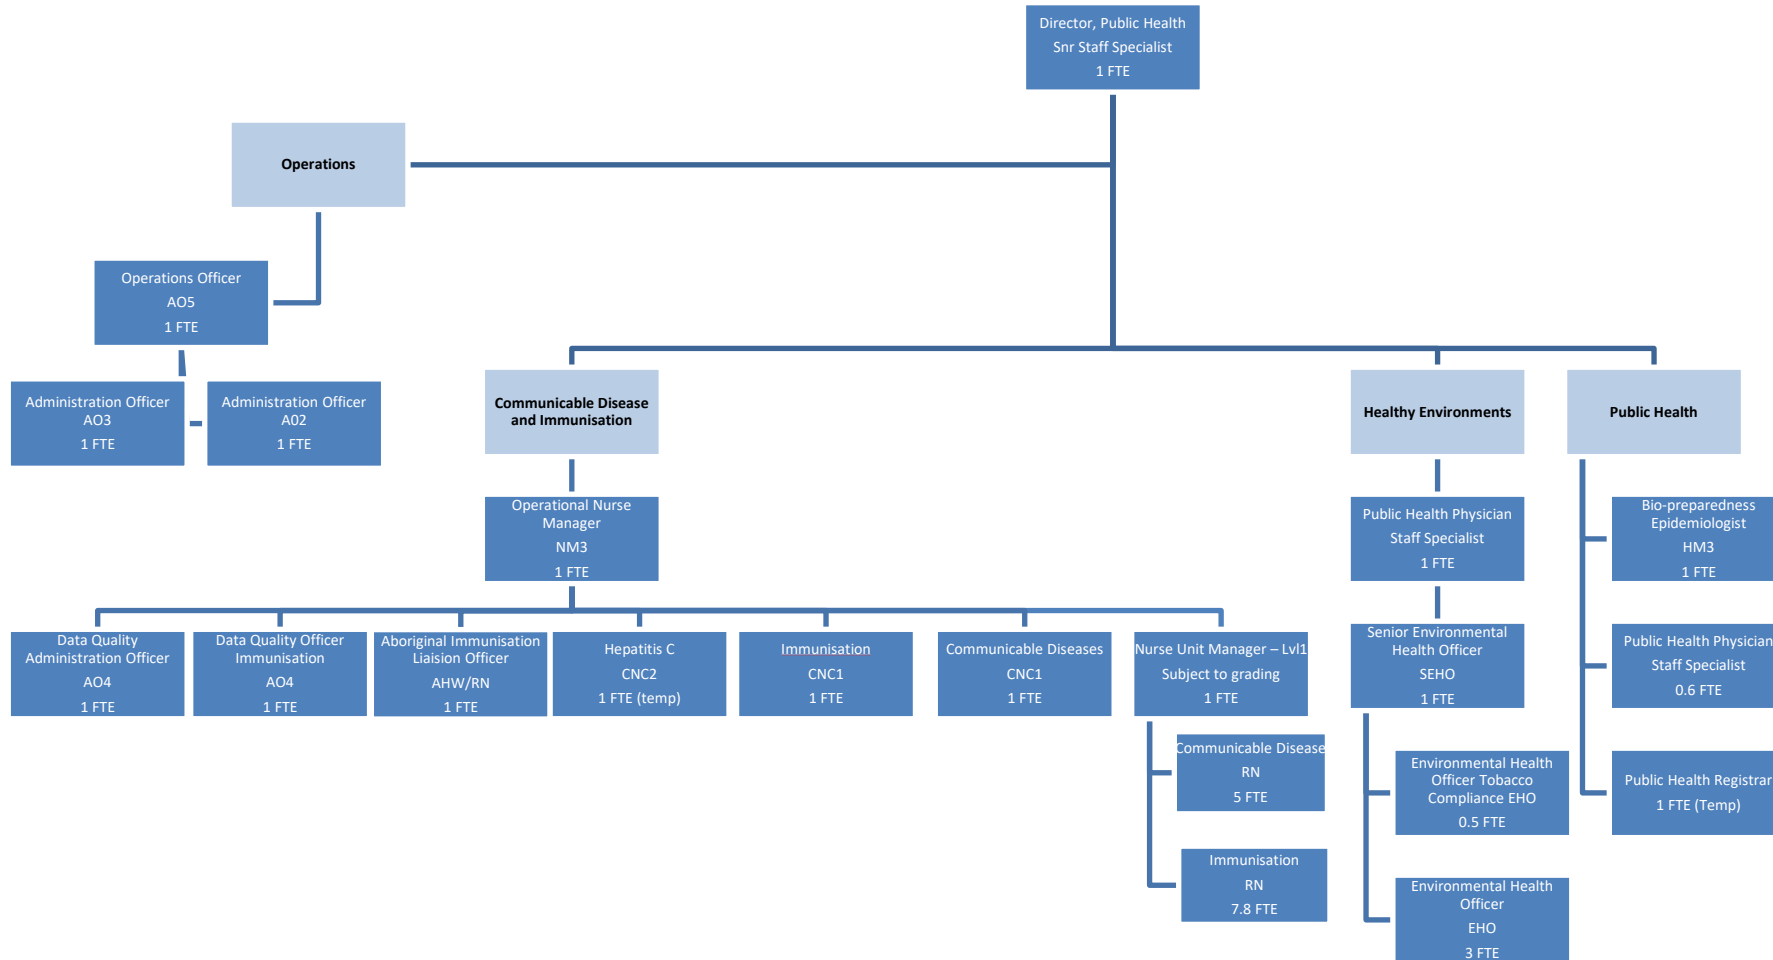 Director, Public Health
Snr Staff Specialist
1 FTE
Operations
Operations Officer
AO5
1 FTE
Administration Officer
AO3
1 FTE
Administration Officer
A02
1 FTE
Communicable Disease
and Immunisation
Healthy Environments
Public Health
Operational Nurse
Manager
NM3
1 FTE
Public Health Physician
Staff Specialist
1 FTE
Bio-preparedness
Epidemiologist
HM3
1 FTE
Data Quality
Administration Officer
AO4
1 FTE
Data Quality Officer
Immunisation
AO4
1 FTE
Aboriginal Immunisation
Liaision Officer
AHW/RN
1 FTE
Hepatitis C
CNC2
1 FTE (temp)
Immunisation
CNC1
1 FTE
Communicable Diseases
CNC1
1 FTE
Nurse Unit Manager – Lvl1
Subject to grading
1 FTE
Senior Environmental
Health Officer
SEHO
1 FTE
Public Health Physician
Staff Specialist
0.6 FTE
Communicable Disease
RN
5 FTE
Environmental Health
Officer Tobacco
Compliance EHO
0.5 FTE
Public Health Registrar
1 FTE (Temp)
Immunisation
RN
7.8 FTE
Environmental Health
Officer
EHO
3 FTE